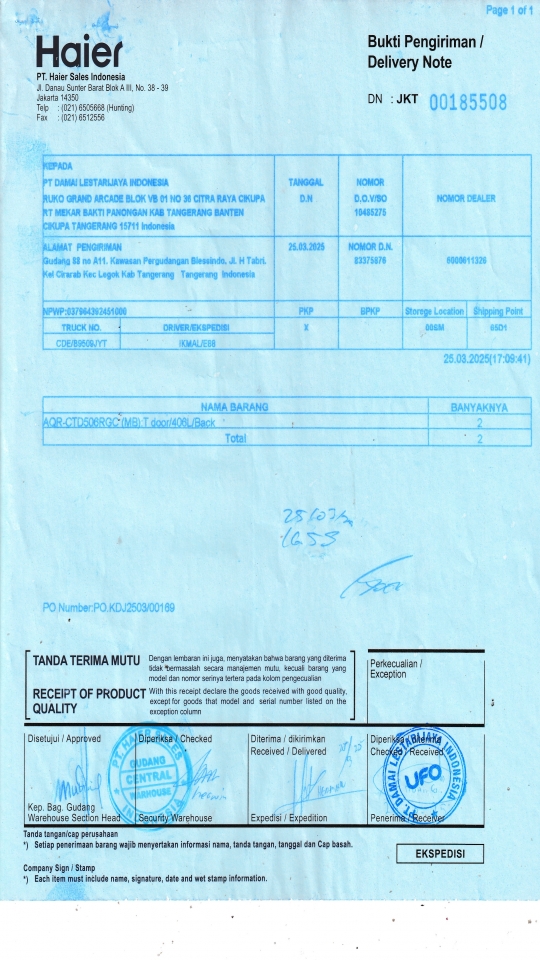 Page 1 of 1
Haier
Bukti Pengiriman /
Delivery Note
PT. Haier Sales Indonesia
Jl. Danau Sunter Barat Blok A III, No. 38 - 39
Jakarta 14350
Telp : (021) 6505668 (Hunting)
Fax : (021) 6512556
DN : JKT 00185508
KEPADA
PT DAMAI LESTARIJAYA INDONESIA
RUKO GRAND ARCADE BLOK VB 01 NO 36 CITRA RAYA CIKUPA
RT MEKAR BAKTI PANONGAN KAB TANGERANG BANTEN
CIKUPA TANGERANG 15711 Indonesia
TANGGAL
D.N
NOMOR
D.O.V/BO
10485275
NOMOR DEALER
ALAMAT PENGIRIMAN
Gudang 88 no A11. Kawasan Pergudangan Blessindo, Jl. H Tabri.
Kel Cirarab Kec Legok Kab Tangerang Tangerang Indonesia
25.03.2025
NOMOR D.N.
83375876
6000611326
NPWP:037964392451000
PKP
BPKP
Storage Location
Shipping Point
TRUCK NO.
DRIVER/EKSPEDISI
X
00SM
65D1
CDE/B9509JYT
IKMAL/E68
25.03.2025(17:09:41)
NAMA BARANG
BANYAKNYA
AQR-CTD506RGC (MB):T door/406L/Back
2
Total
2
PO Number:PO.KDJ2503/00169
TANDA TERIMA MUTU
Dengan lembaran ini juga, menyatakan bahwa barang yang diterima
tidak bermasalah secara manajemen mutu, kecuali barang yang
model dan nomor serinya tertera pada kolom pengecualian
RECEIPT OF PRODUCT
QUALITY
With this receipt declare the goods received with good quality,
except for goods that model and serial number listed on the
exception column
Perkecualian /
Exception
Disetujui / Approved
Diperiksa / Checked
Diterima / dikirimkan
Received / Delivered
Diperiksa/Diterima
Checked / Received
PT. HAIER SALES
GUDANG
CENTRAL
WAREHOUSE
PT. DAMAI LESTARIJAYA INDONESIA
UFO
Kep. Bag. Gudang
Warehouse Section Head
Security Warehouse
Expedisi / Expedition
Penerima / Receiver
Tanda tangan/cap perusahaan
*) Setiap penerimaan barang wajib menyertakan informasi nama, tanda tangan, tanggal dan Cap basah.
EKSPEDISI
Company Sign / Stamp
*) Each item must include name, signature, date and wet stamp information.